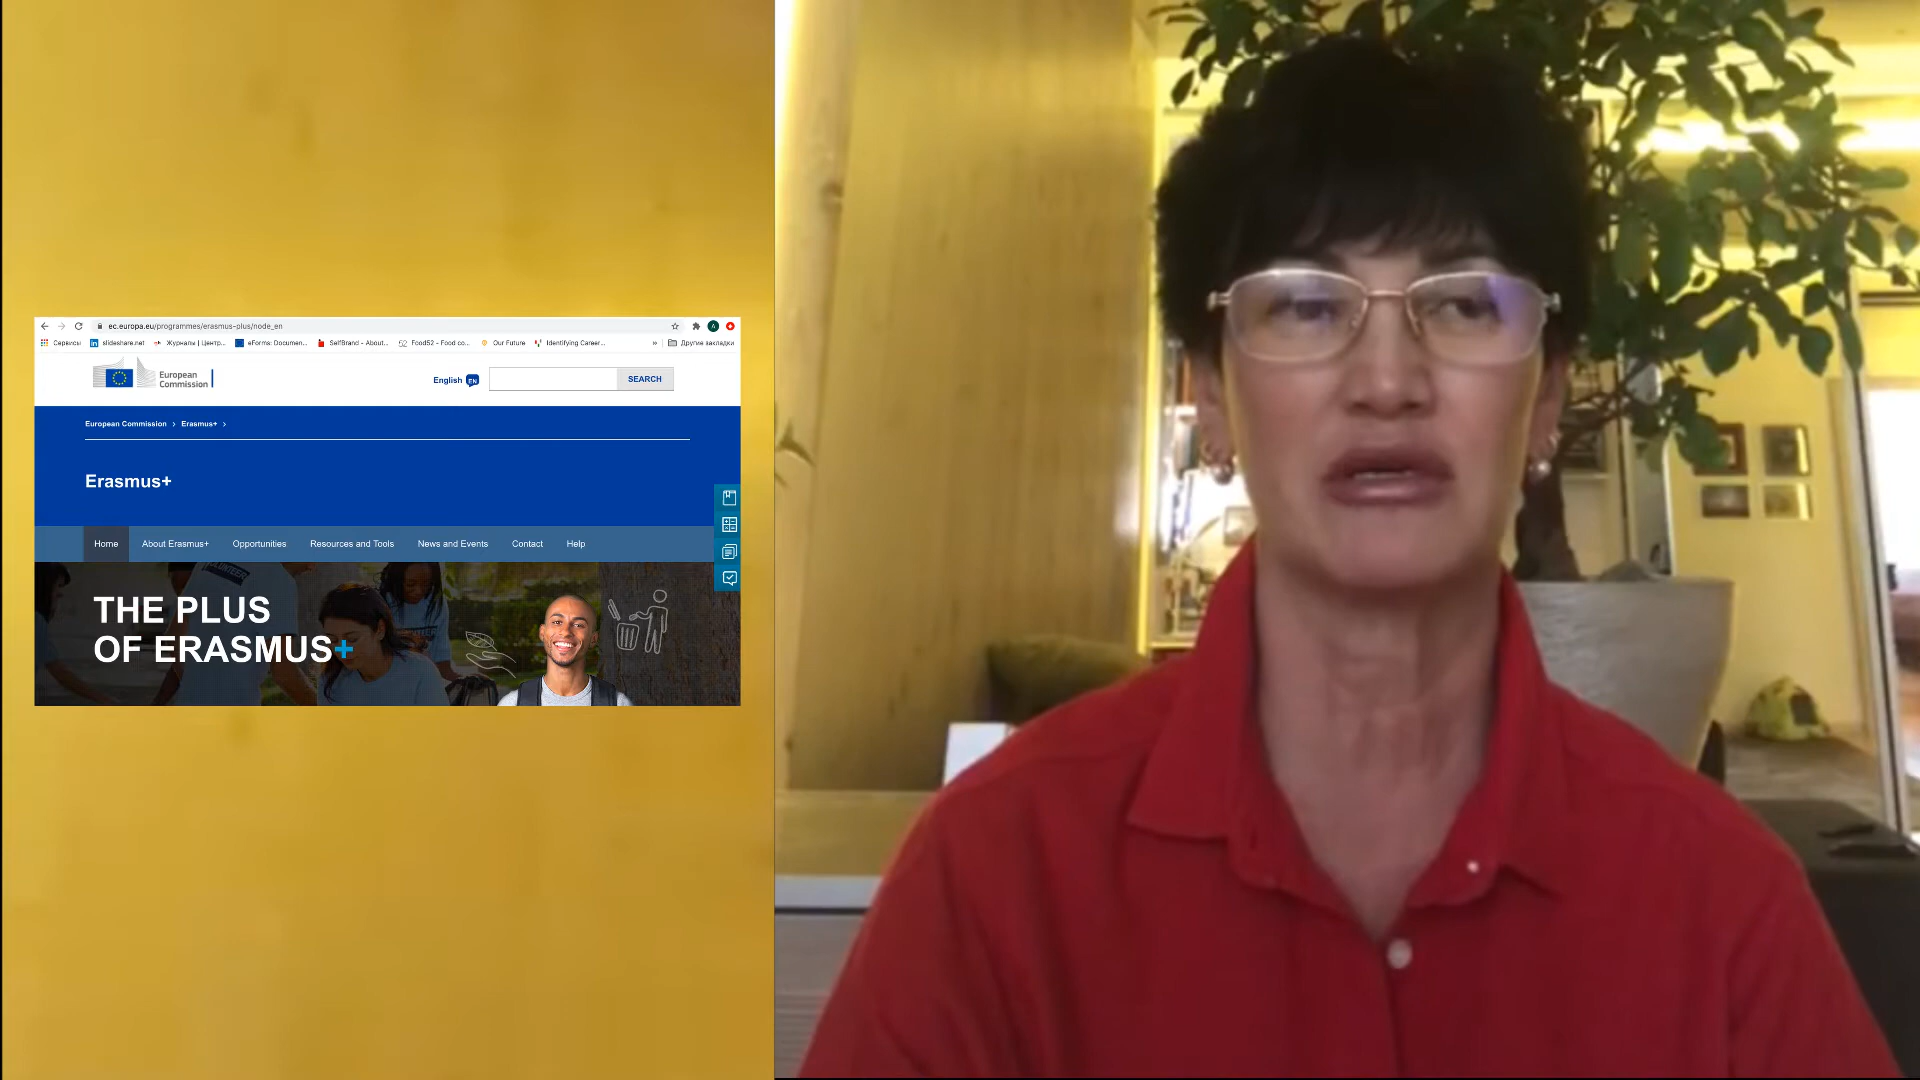 ec.europa.eu/programmes/erasmus-plus/node_en
Сервисы slideshare.net Журналы | Центр... eForms: Documen... SelfBrand - About... Food52 - Food co... Our Future Identifying Career... » Другие закладки
European
Commission
English EN
SEARCH
European Commission > Erasmus+ >
Erasmus+
Home About Erasmus+ Opportunities Resources and Tools News and Events Contact Help
THE PLUS
OF ERASMUS+